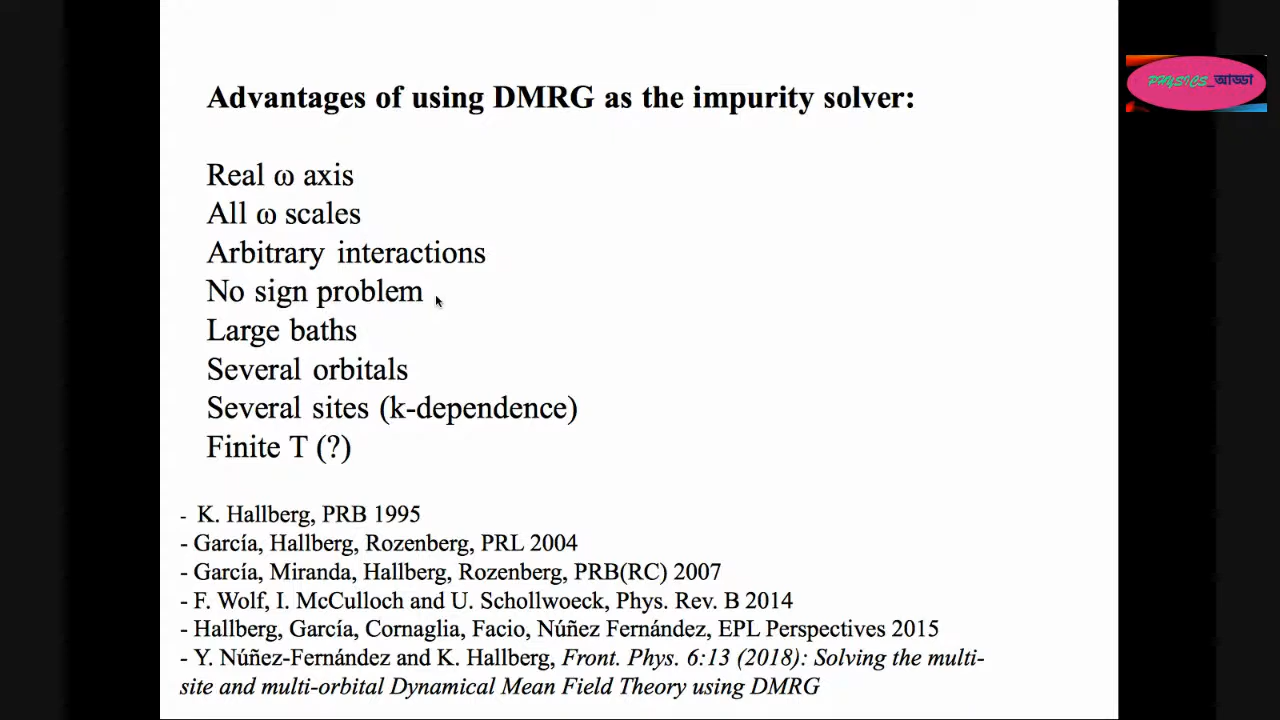 PHYSICS_আড্ডা
Advantages of using DMRG as the impurity solver:
Real ω axis
All ω scales
Arbitrary interactions
No sign problem
Large baths
Several orbitals
Several sites (k-dependence)
Finite T (?)
- K. Hallberg, PRB 1995
- García, Hallberg, Rozenberg, PRL 2004
- García, Miranda, Hallberg, Rozenberg, PRB(RC) 2007
- F. Wolf, I. McCulloch and U. Schollwoeck, Phys. Rev. B 2014
- Hallberg, García, Cornaglia, Facio, Núñez Fernández, EPL Perspectives 2015
- Y. Núñez-Fernández and K. Hallberg, Front. Phys. 6:13 (2018): Solving the multi-
site and multi-orbital Dynamical Mean Field Theory using DMRG